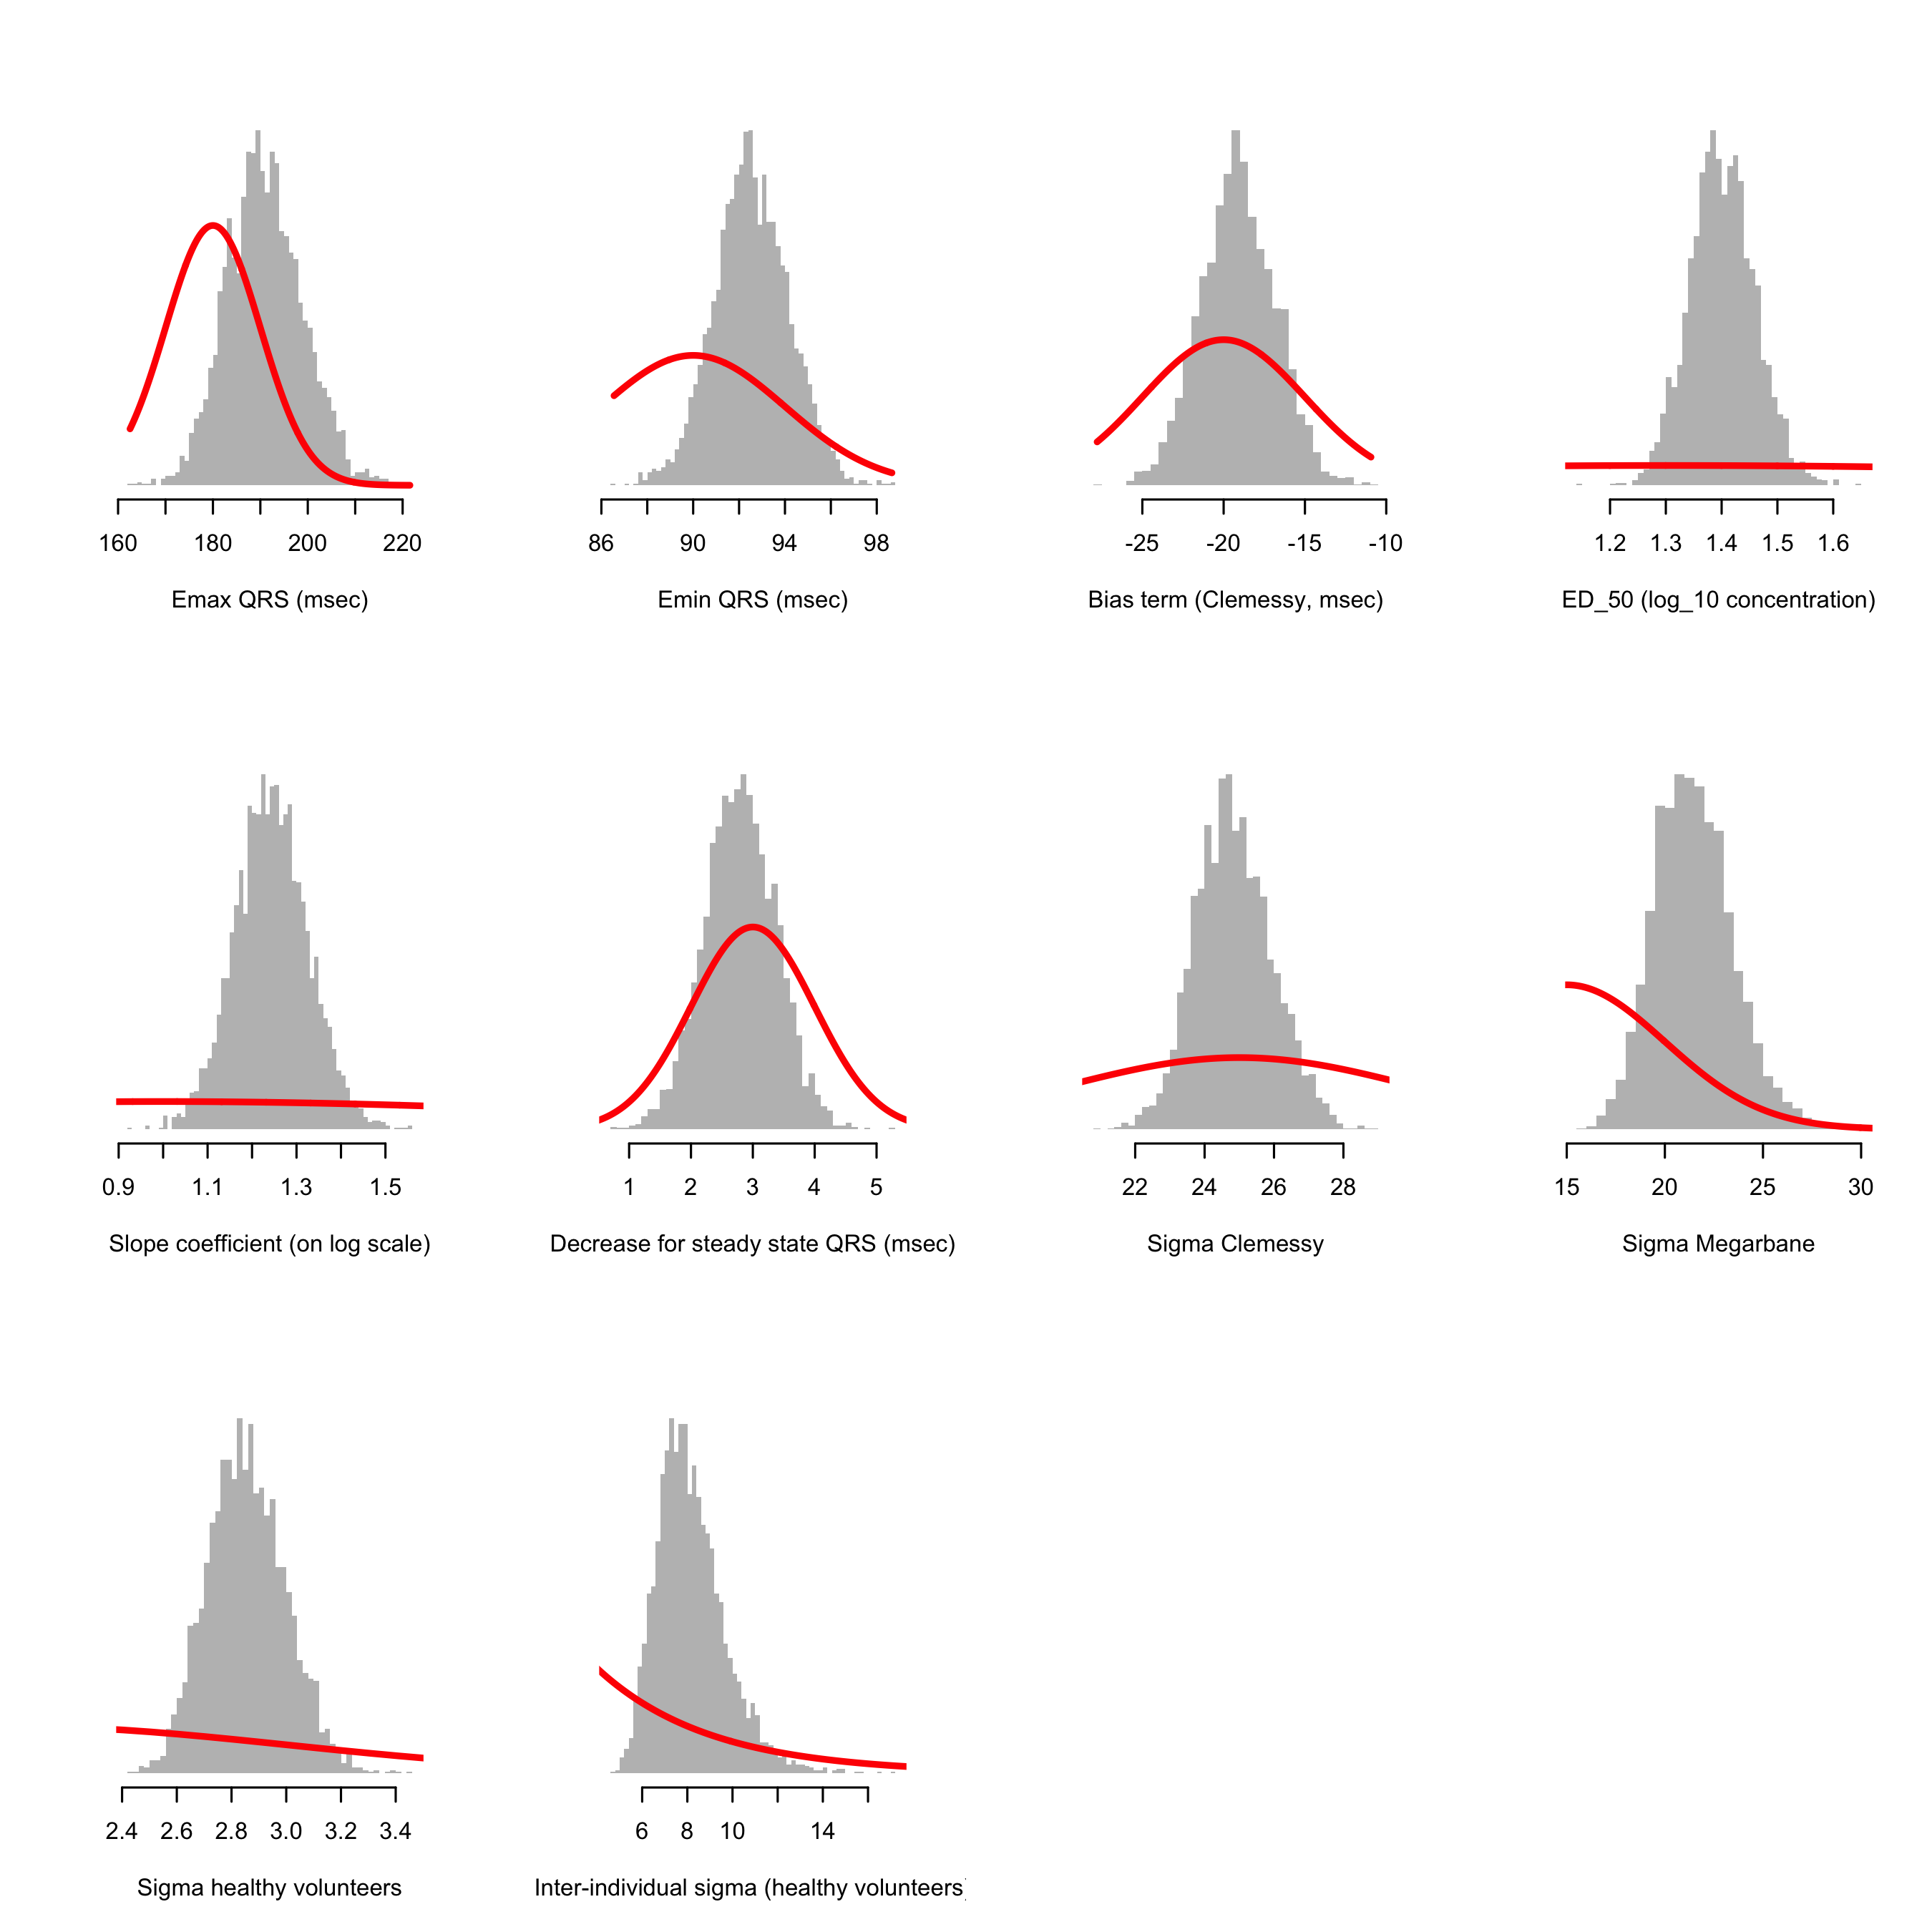 160 180 200 220
Emax QRS (msec)
86 90 94 98
Emin QRS (msec)
-25 -20 -15 -10
Bias term (Clemessy, msec)
1.2 1.3 1.4 1.5 1.6
ED_50 (log_10 concentration)
0.9 1.1 1.3 1.5
Slope coefficient (on log scale)
1 2 3 4 5
Decrease for steady state QRS (msec)
22 24 26 28
Sigma Clemessy
15 20 25 30
Sigma Megarbane
2.4 2.6 2.8 3.0 3.2 3.4
Sigma healthy volunteers
6 8 10 14
Inter-individual sigma (healthy volunteers)